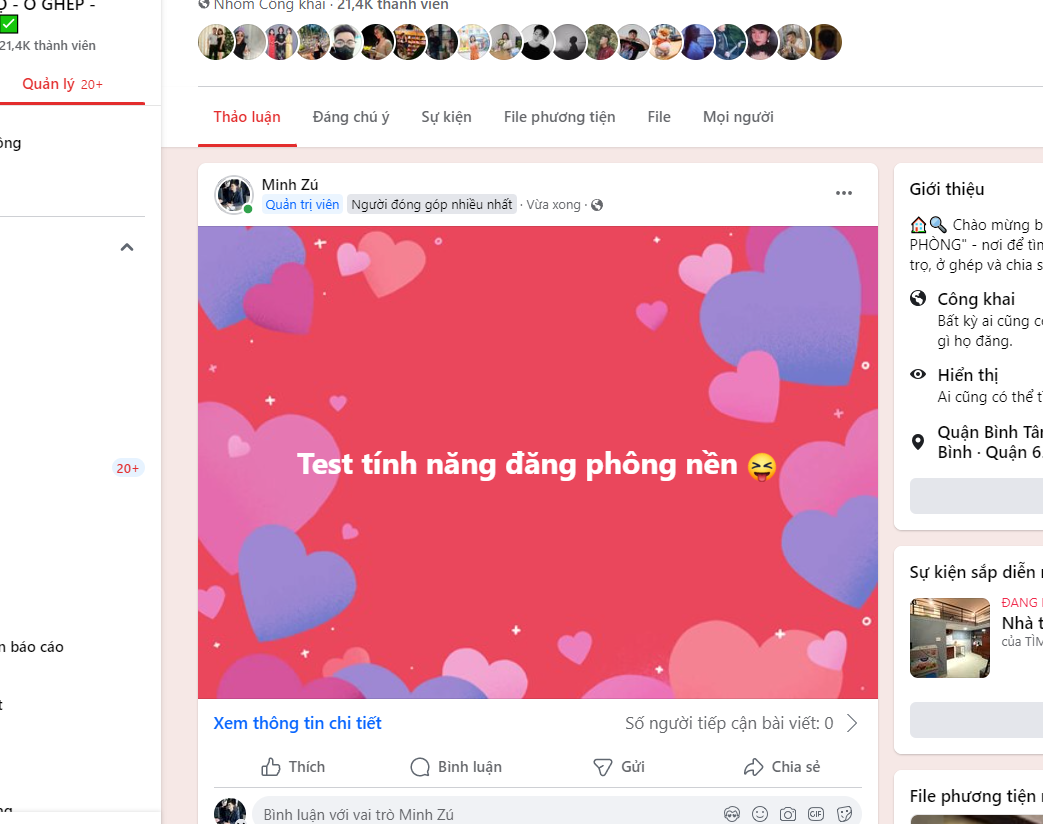 Ọ - Ở GHÉP -
21,4K thành viên
Quản lý 20+
20+
n báo cáo
Nhóm Công khai · 21,4K thành viên
Thảo luận
Đáng chú ý
Sự kiện
File phương tiện
File
Mọi người
Minh Zú
Quản trị viên
Người đóng góp nhiều nhất · Vừa xong ·
Test tính năng đăng phông nền 😝
Xem thông tin chi tiết
Số người tiếp cận bài viết: 0
Thích
Bình luận
Gửi
Chia sẻ
Bình luận với vai trò Minh Zú
GIF
Giới thiệu
🏠🔍 Chào mừng b
PHÒNG" - nơi để tìm
trọ, ở ghép và chia s
Công khai
Bất kỳ ai cũng c
gì họ đăng.
Hiển thị
Ai cũng có thể t
Quận Bình Tân
Bình · Quận 6
Sự kiện sắp diễn
ĐANG
Nhà t
của TÌM
File phương tiện